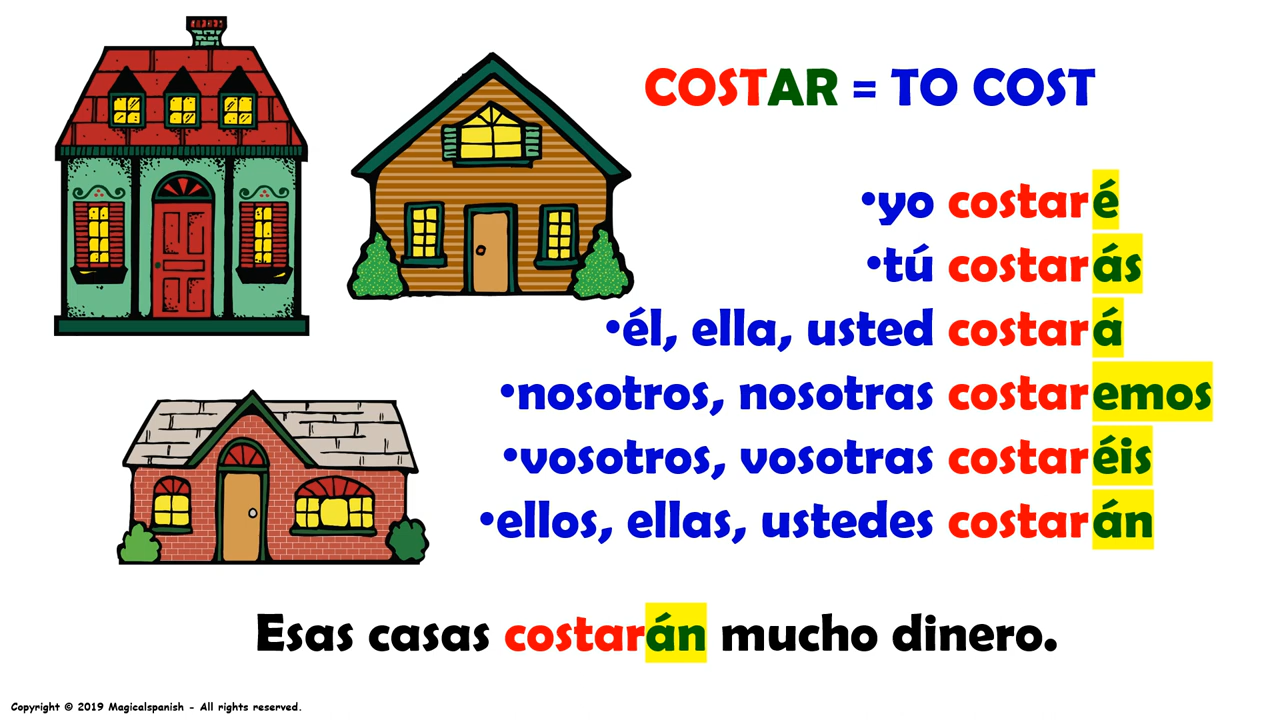 COSTAR = TO COST
•yo costaré
•tú costarás
•él, ella, usted costará
•nosotros, nosotras costaremos
•vosotros, vosotras costaréis
•ellos, ellas, ustedes costarán
Esas casas costarán mucho dinero.
Copyright © 2019 Magicalspanish - All rights reserved.